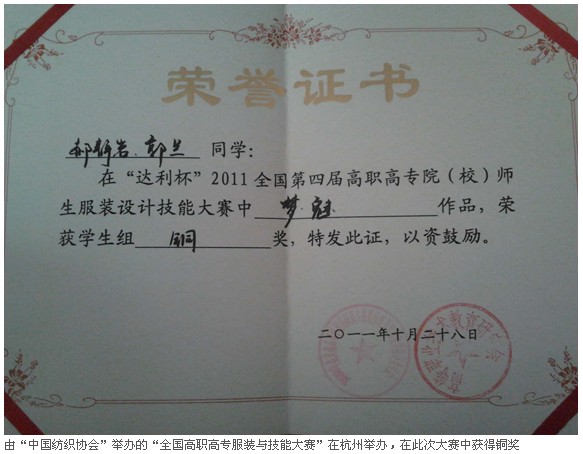 荣誉证书
郝妍岩、郭兰 同学：
在“达利杯”2011全国第四届高职高专院（校）师
生服装设计技能大赛中 梦·魅 作品，荣
获学生组 铜 奖，特发此证，以资鼓励。
二〇一一年十月二十八日
由“中国纺织协会”举办的“全国高职高专服装与技能大赛”在杭州举办，在此次大赛中获得铜奖